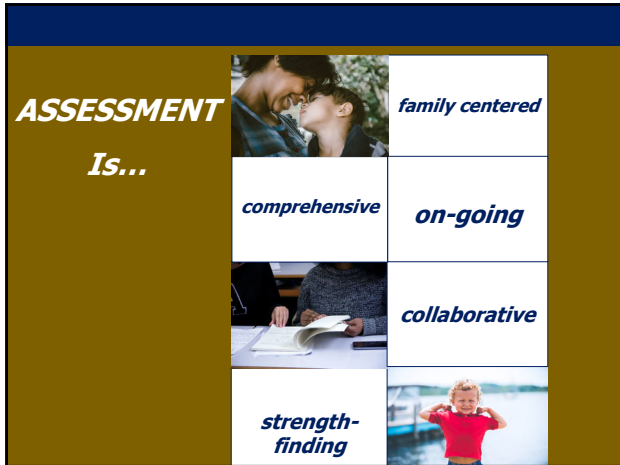 ASSESSMENT
Is...
family centered
comprehensive
on-going
collaborative
strength-
finding